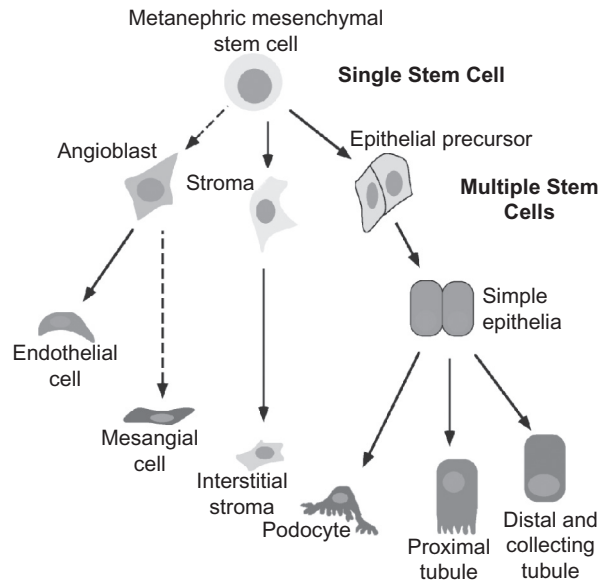 Metanephric mesenchymal
stem cell
Single Stem Cell
Angioblast
Stroma
Epithelial precursor
Multiple Stem
Cells
Simple
epithelia
Endothelial
cell
Mesangial
cell
Interstitial
stroma
Podocyte
Proximal
tubule
Distal and
collecting
tubule